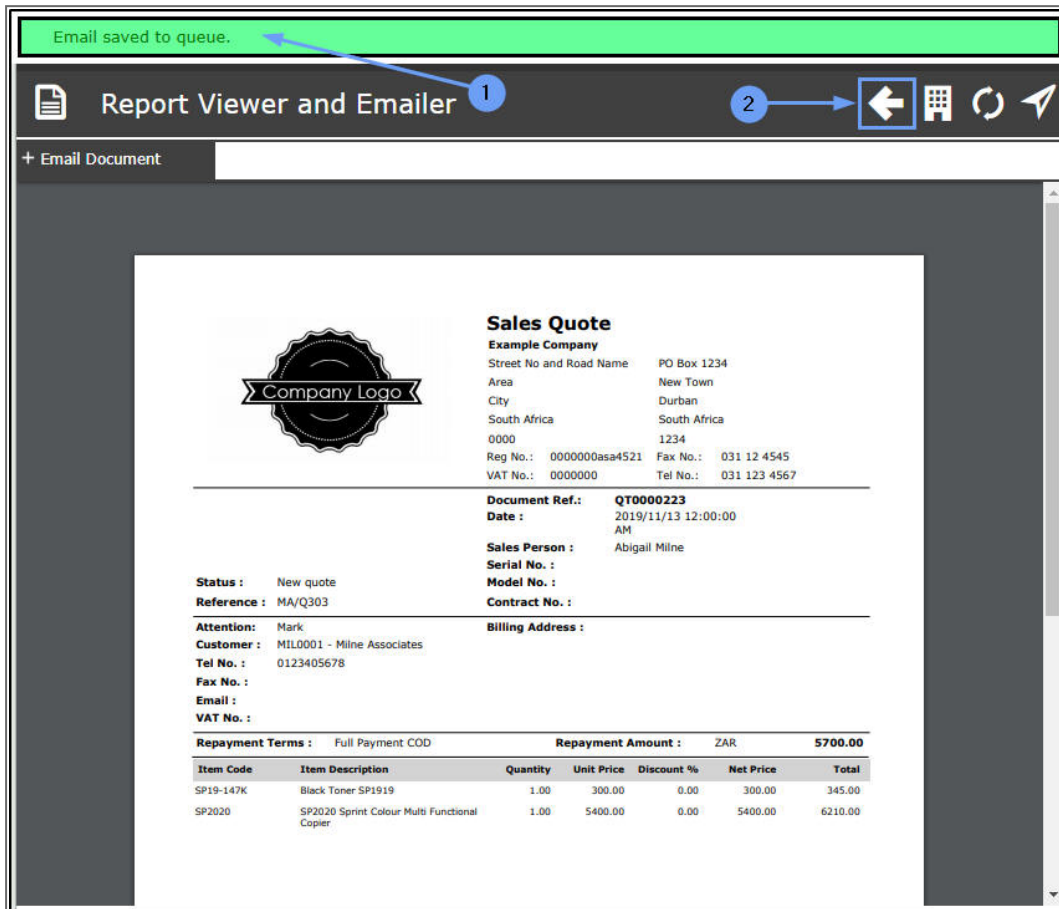 Email saved to queue.
1
Report Viewer and Emailer
2
+ Email Document
Company Logo
Sales Quote
Example Company
Street No and Road Name PO Box 1234
Area New Town
City Durban
South Africa South Africa
0000 1234
Reg No.: 0000000asa4521 Fax No.: 031 12 4545
VAT No.: 0000000 Tel No.: 031 123 4567
Document Ref.: QT0000223
Date : 2019/11/13 12:00:00
AM
Sales Person : Abigail Milne
Serial No. :
Status : New quote Model No. :
Reference : MA/Q303 Contract No. :
Attention: Mark Billing Address :
Customer : MIL0001 - Milne Associates
Tel No. : 0123405678
Fax No. :
Email :
VAT No. :
Repayment Terms : Full Payment COD Repayment Amount : ZAR 5700.00
Item Code Item Description Quantity Unit Price Discount % Net Price Total
SP19-147K Black Toner SP1919 1.00 300.00 0.00 300.00 345.00
SP2020 SP2020 Sprint Colour Multi Functional 1.00 5400.00 0.00 5400.00 6210.00
Copier